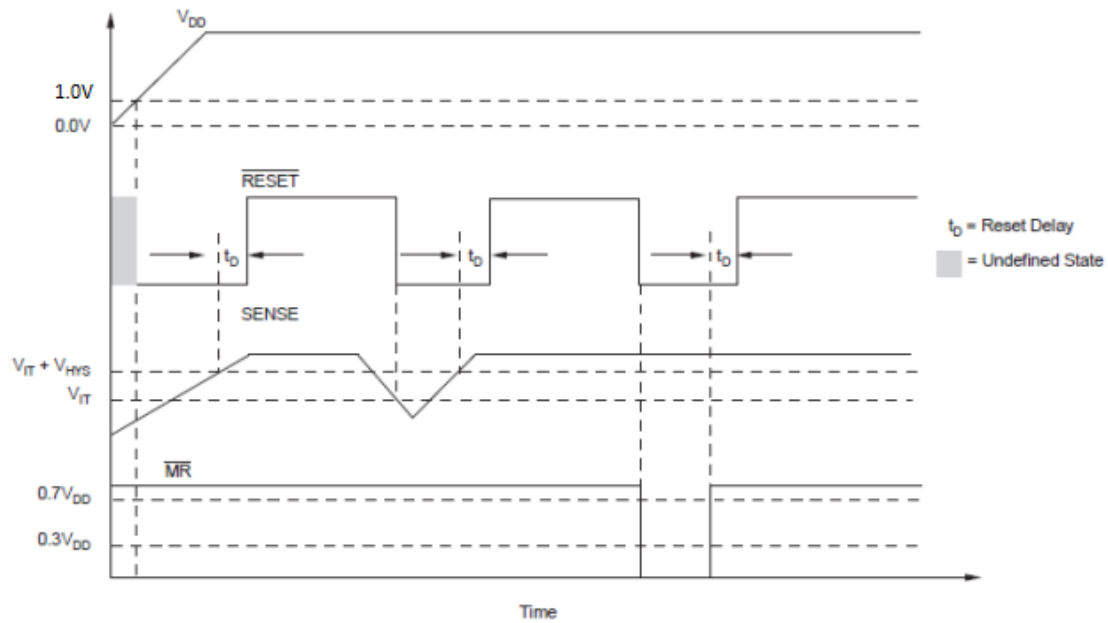 VDD
1.0V
0.0V
RESET
tD
tD
tD
tD = Reset Delay
= Undefined State
SENSE
VIT + VHYS
VIT
MR
0.7VDD
0.3VDD
Time